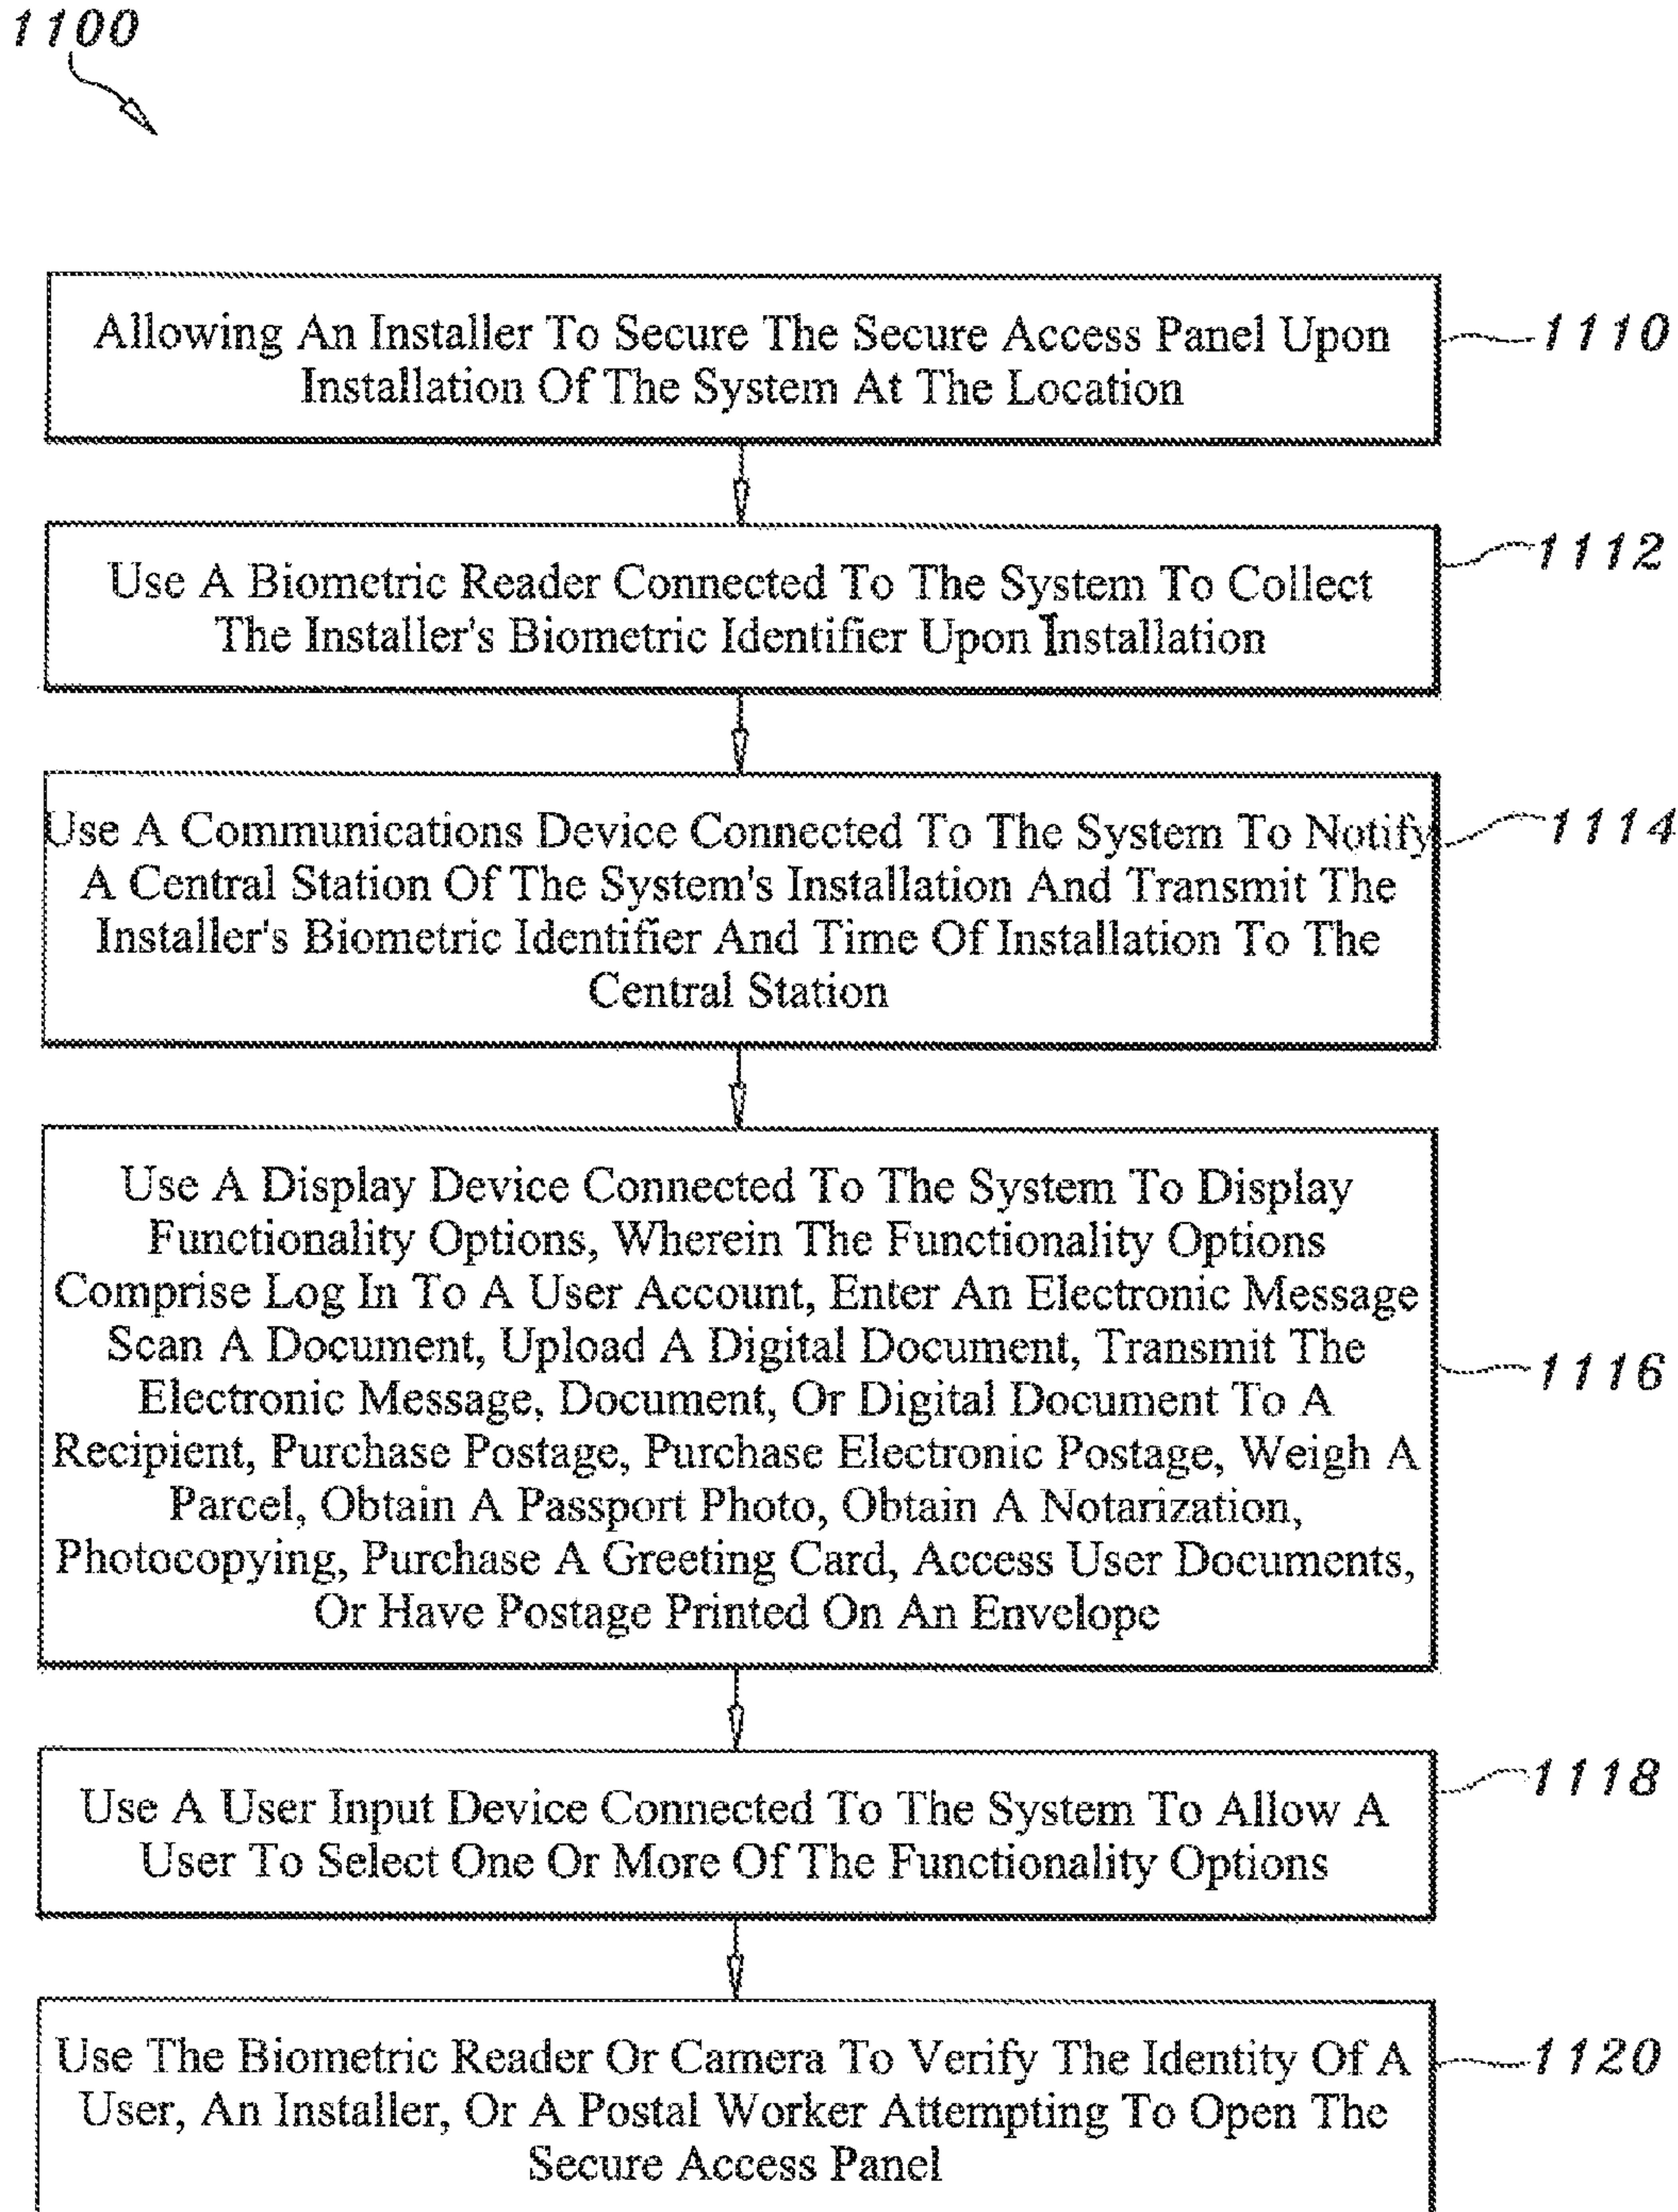 1100
Allowing An Installer To Secure The Secure Access Panel Upon
Installation Of The System At The Location
1110
Use A Biometric Reader Connected To The System To Collect
The Installer's Biometric Identifier Upon Installation
1112
Use A Communications Device Connected To The System To Notify
A Central Station Of The System's Installation And Transmit The
Installer's Biometric Identifier And Time Of Installation To The
Central Station
1114
Use A Display Device Connected To The System To Display
Functionality Options, Wherein The Functionality Options
Comprise Log In To A User Account, Enter An Electronic Message
Scan A Document, Upload A Digital Document, Transmit The
Electronic Message, Document, Or Digital Document To A
Recipient, Purchase Postage, Purchase Electronic Postage, Weigh A
Parcel, Obtain A Passport Photo, Obtain A Notarization,
Photocopying, Purchase A Greeting Card, Access User Documents,
Or Have Postage Printed On An Envelope
1116
Use A User Input Device Connected To The System To Allow A
User To Select One Or More Of The Functionality Options
1118
Use The Biometric Reader Or Camera To Verify The Identity Of A
User, An Installer, Or A Postal Worker Attempting To Open The
Secure Access Panel
1120